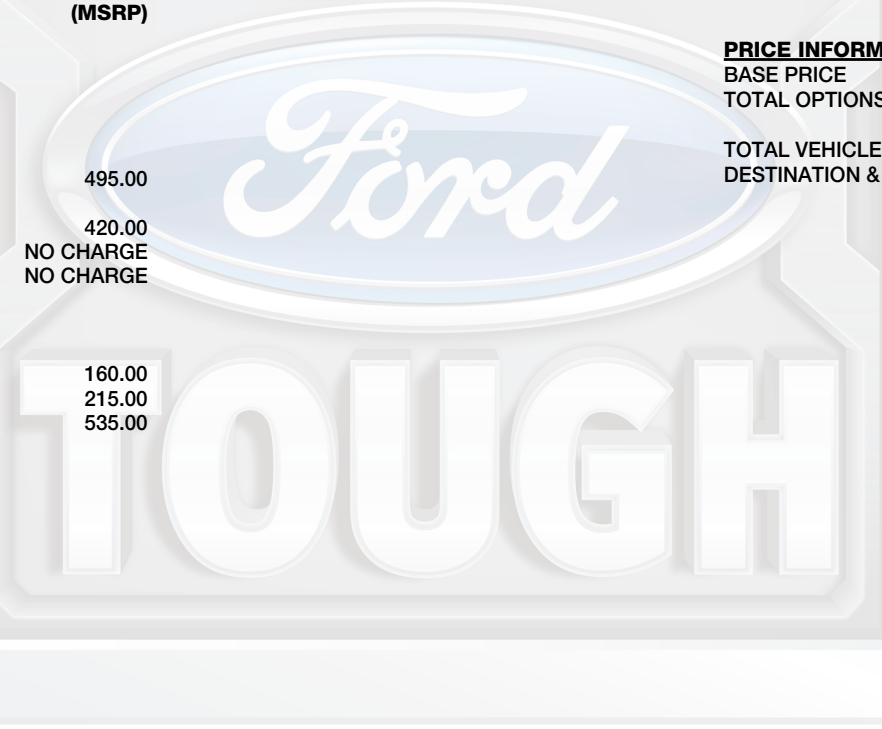 (MSRP)
495.00
420.00
NO CHARGE
NO CHARGE
160.00
215.00
535.00
PRICE INFORM
BASE PRICE
TOTAL OPTIONS
TOTAL VEHICLE
DESTINATION &
Ford
TOUGH